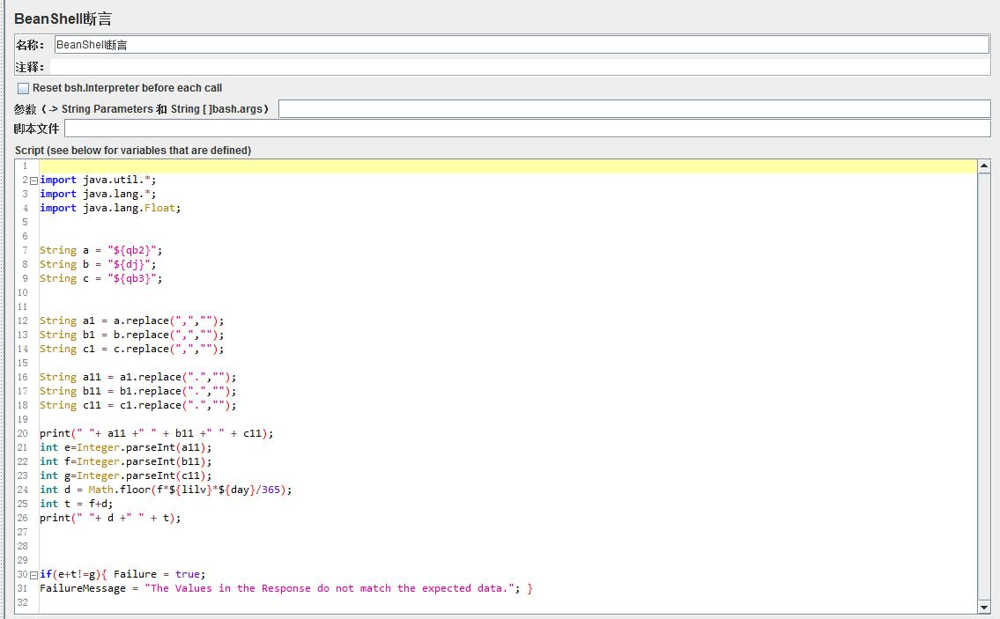 BeanShell断言
名称： BeanShell断言
注释：
Reset bsh.Interpreter before each call
参数（-> String Parameters 和 String []bash.args）
脚本文件
Script (see below for variables that are defined)
1
2 import java.util.*;
3 import java.lang.*;
4 import java.lang.Float;
5
6
7 String a = "${qb2}";
8 String b = "${dj}";
9 String c = "${qb3}";
10
11
12 String a1 = a.replace(",","");
13 String b1 = b.replace(",","");
14 String c1 = c.replace(",","");
15
16 String a11 = a1.replace(".","");
17 String b11 = b1.replace(".","");
18 String c11 = c1.replace(".","");
19
20 print(" "+ a11 +" " + b11 +" " + c11);
21 int e=Integer.parseInt(a11);
22 int f=Integer.parseInt(b11);
23 int g=Integer.parseInt(c11);
24 int d = Math.floor(f*${lilv}*${day}/365);
25 int t = f+d;
26 print(" "+ d +" " + t);
27
28
29
30 if(e+t!=g){ Failure = true;
31 FailureMessage = "The Values in the Response do not match the expected data."; }
32